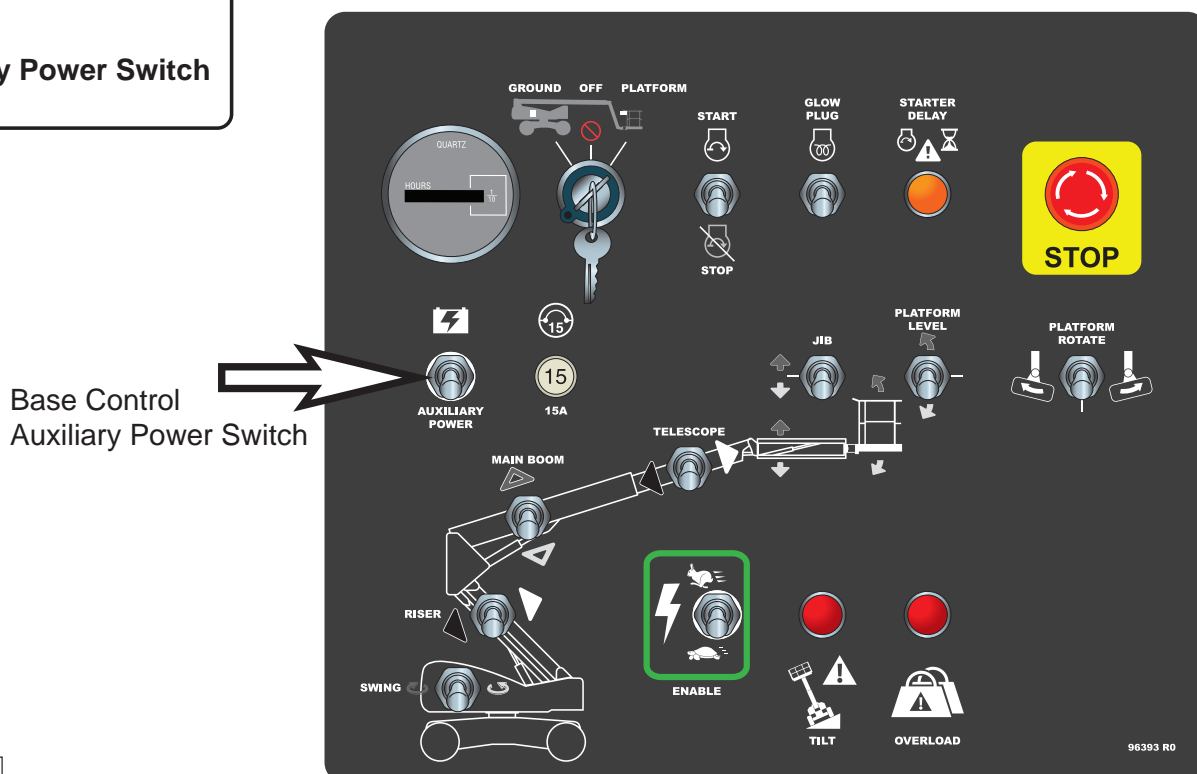 y Power Switch
GROUND OFF PLATFORM
START
GLOW
PLUG
STARTER
DELAY
QUARTZ
HOURS
1
10
STOP
STOP
15
15
15A
AUXILIARY
POWER
Base Control
Auxiliary Power Switch
JIB
PLATFORM
LEVEL
PLATFORM
ROTATE
TELESCOPE
MAIN BOOM
RISER
SWING
ENABLE
TILT
OVERLOAD
96393 R0